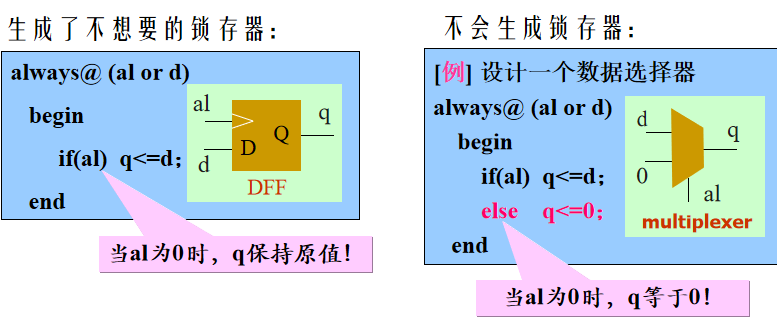 生成了不想要的锁存器：
always@ (al or d)
begin
if(al) q<=d；
end
al
d
D
Q
q
DFF
当al为0时，q保持原值！
不会生成锁存器：
[例] 设计一个数据选择器
always@ (al or d)
begin
if(al) q<=d；
else q<=0；
end
d
0
q
al
multiplexer
当al为0时，q等于0！